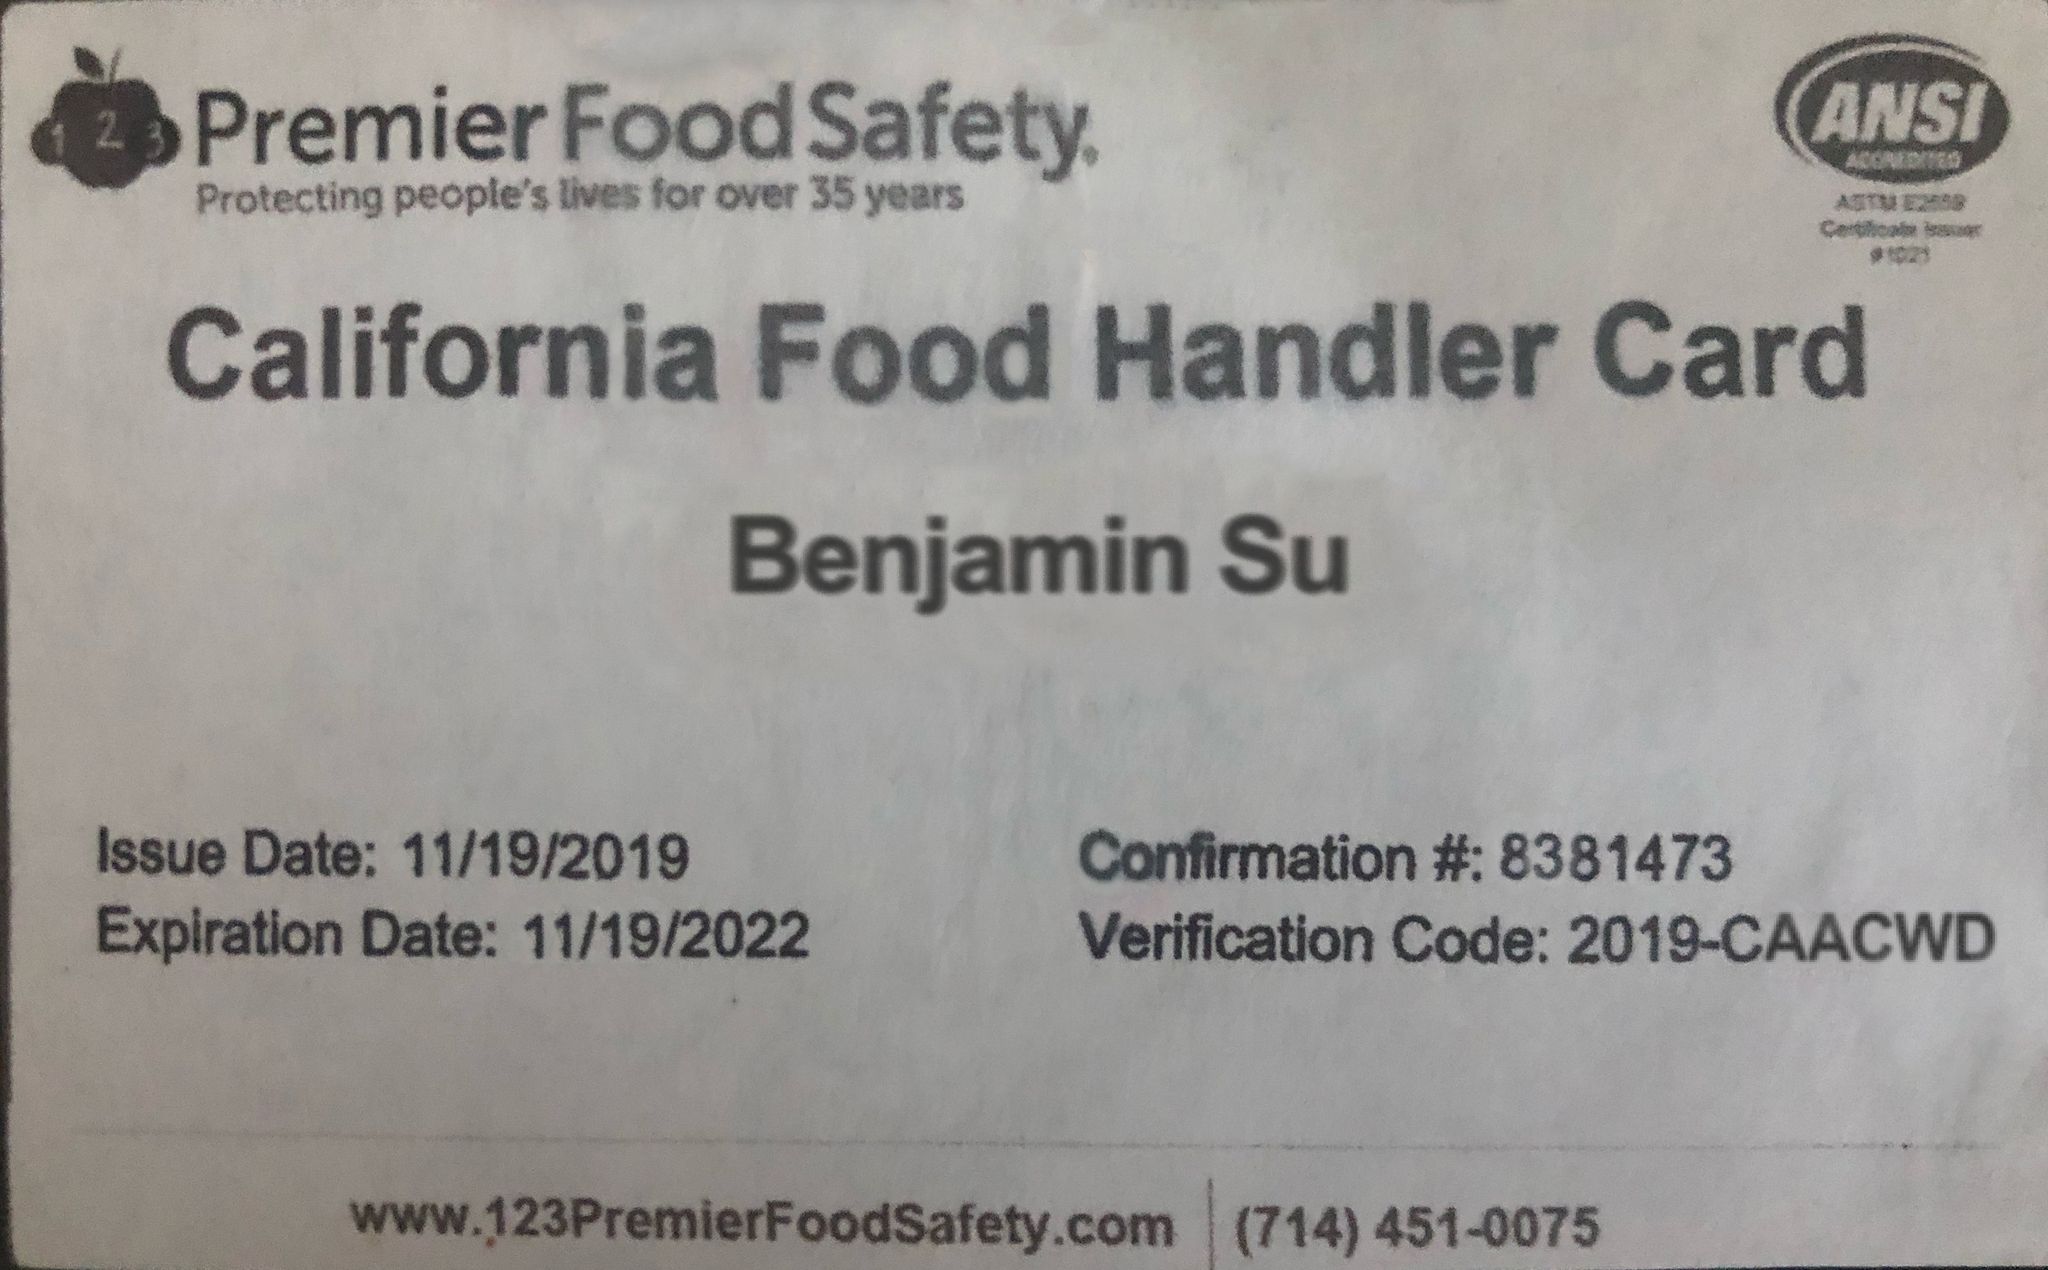 1 2 3
Premier Food Safety®
Protecting people's lives for over 35 years
ANSI
ACCREDITED
ASTM E2659
Certificate Issuer
#1021
California Food Handler Card
Benjamin Su
Issue Date: 11/19/2019
Expiration Date: 11/19/2022
Confirmation #: 8381473
Verification Code: 2019-CAACWD
www.123PremierFoodSafety.com | (714) 451-0075